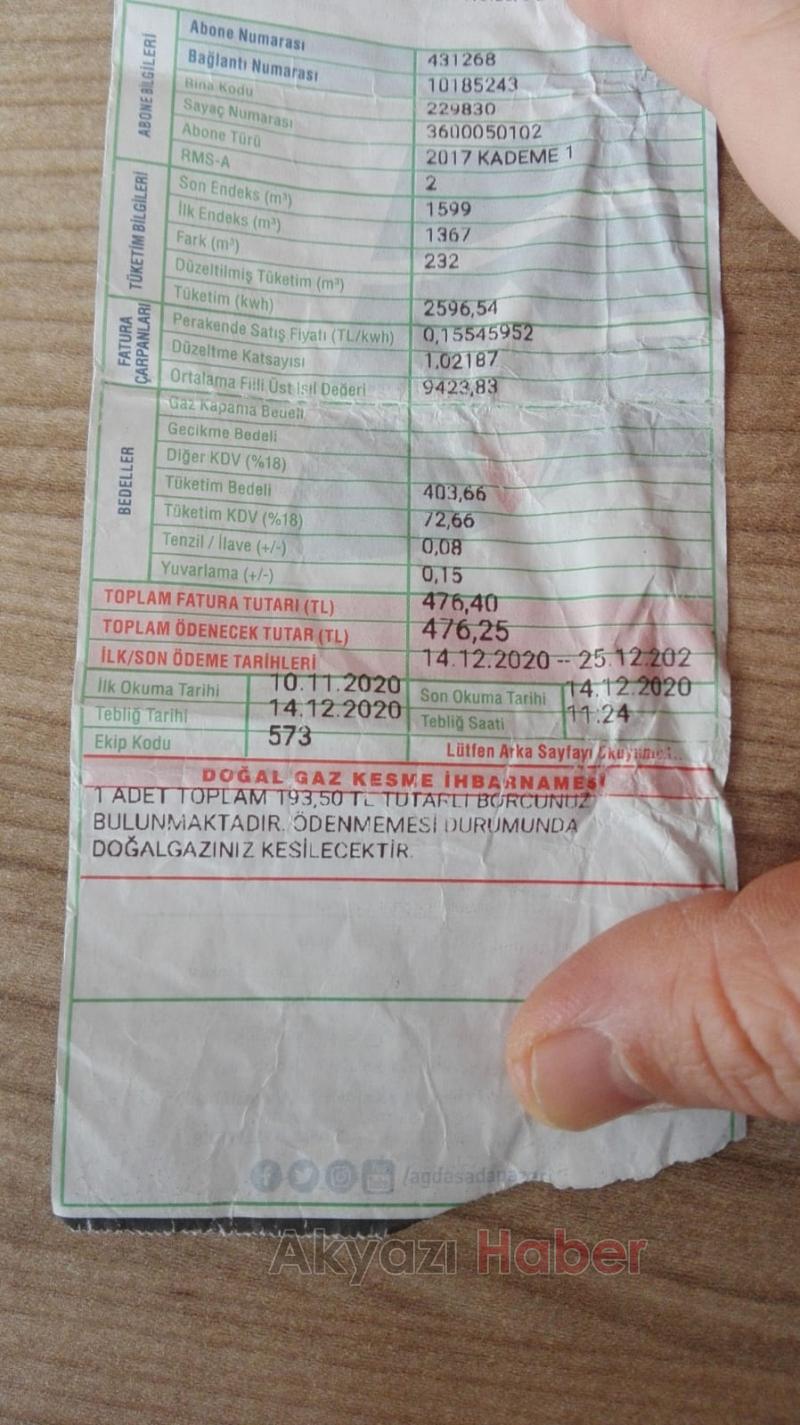 ABONE BİLGİLERİ
Abone Numarası 431268
Bağlantı Numarası 10185243
Bina Kodu 229830
Sayaç Numarası 3600050102
Abone Türü 2017 KADEME 1
RMS-A 2
TÜKETİM BİLGİLERİ
Son Endeks (m³) 1599
İlk Endeks (m³) 1367
Fark (m³) 232
Düzeltilmiş Tüketim (m³)
Tüketim (kwh) 2596,54
FATURA ÇARPANLARI
Perakende Satış Fiyatı (TL/kwh) 0,15545952
Düzeltme Katsayısı 1,02187
Ortalama Fiili Üst Isıl Değeri 9423,83
BEDELLER
Gaz Kapama Bedeli
Gecikme Bedeli
Diğer KDV (%18)
Tüketim Bedeli 403,66
Tüketim KDV (%18) 72,66
Tenzil / İlave (+/-) 0,08
Yuvarlama (+/-) 0,15
TOPLAM FATURA TUTARI (TL) 476,40
TOPLAM ÖDENECEK TUTAR (TL) 476,25
İLK/SON ÖDEME TARİHLERİ 14.12.2020 -- 25.12.202
İlk Okuma Tarihi 10.11.2020 Son Okuma Tarihi 14.12.2020
Tebliğ Tarihi 14.12.2020 Tebliğ Saati 11:24
Ekip Kodu 573 Lütfen Arka Sayfayı
DOĞAL GAZ KESME İHBARNAMESİ
1 ADET TOPLAM 193,50 TL TUTARLI BORCUNUZ
BULUNMAKTADIR. ÖDENMEMESİ DURUMUNDA
DOĞALGAZINIZ KESİLECEKTİR.
/agdasadapazari
Akyazı Haber